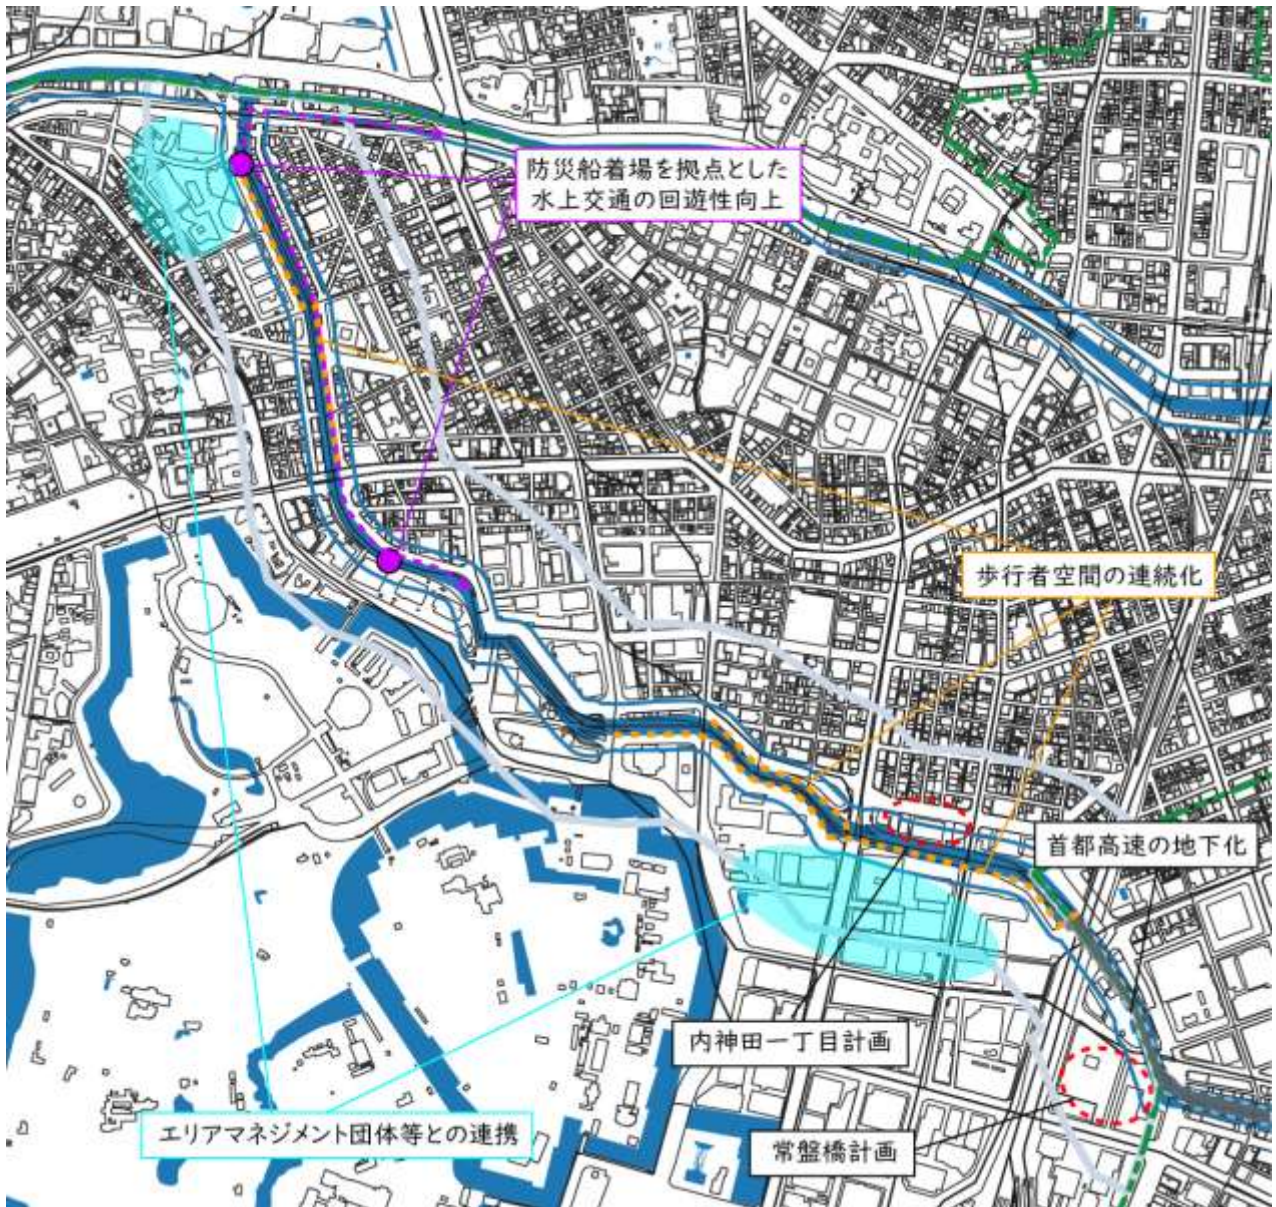 防災船着場を拠点とした
水上交通の回遊性向上
歩行者空間の連続化
首都高速の地下化
内神田一丁目計画
エリアマネジメント団体等との連携
常盤橋計画